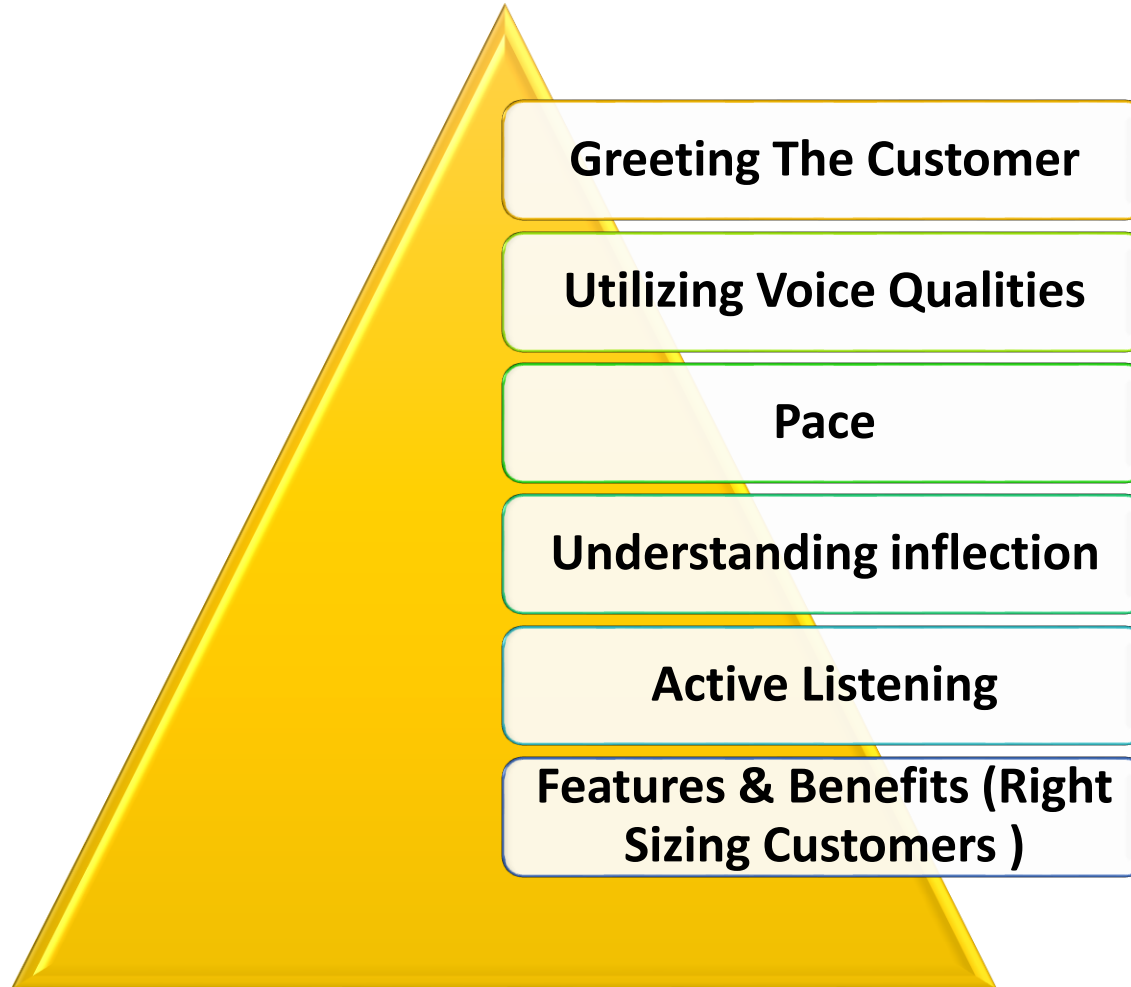 Greeting The Customer
Utilizing Voice Qualities
Pace
Understanding inflection
Active Listening
Features & Benefits (Right
Sizing Customers )